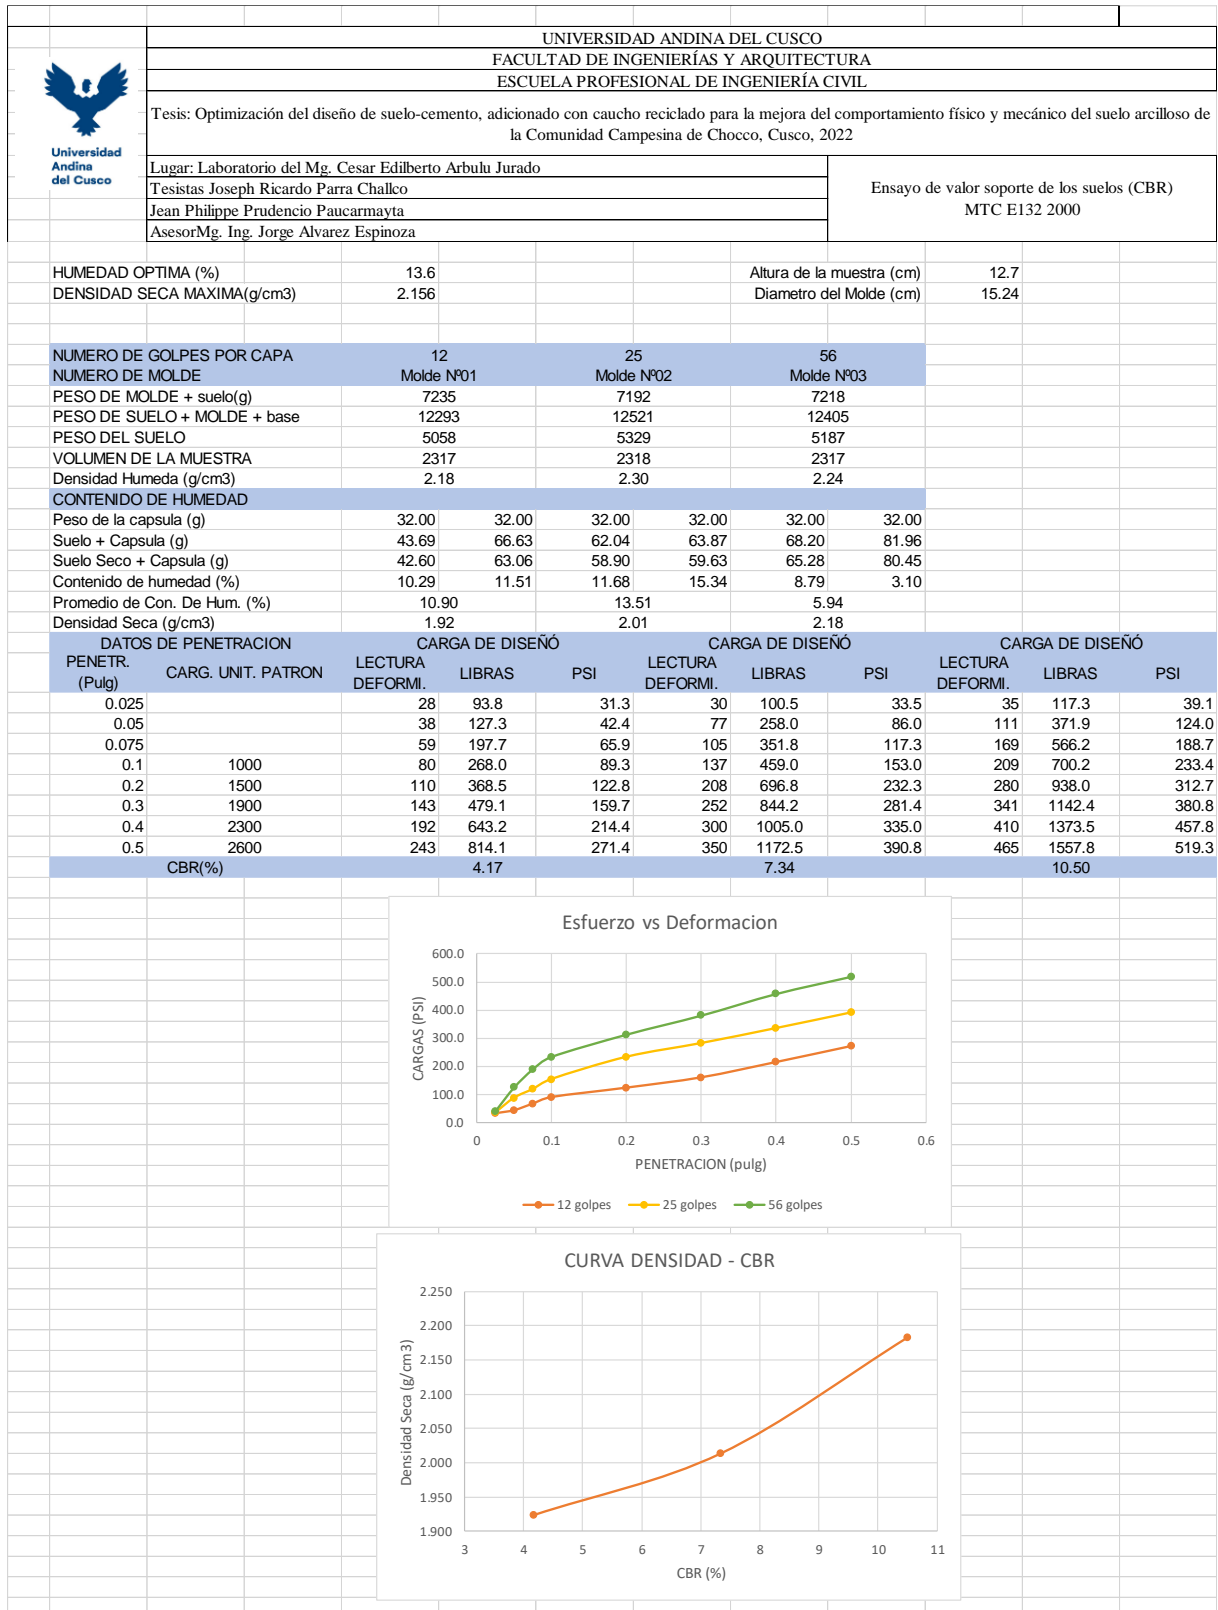 UNIVERSIDAD ANDINA DEL CUSCO
FACULTAD DE INGENIERÍAS Y ARQUITECTURA
ESCUELA PROFESIONAL DE INGENIERÍA CIVIL
Tesis: Optimización del diseño de suelo-cemento, adicionado con caucho reciclado para la mejora del comportamiento físico y mecánico del suelo arcilloso de
la Comunidad Campesina de Chocco, Cusco, 2022
Universidad
Andina
del Cusco
Lugar: Laboratorio del Mg. Cesar Edilberto Arbulu Jurado
Tesistas Joseph Ricardo Parra Challco
Jean Philippe Prudencio Paucarmayta
AsesorMg. Ing. Jorge Alvarez Espinoza
Ensayo de valor soporte de los suelos (CBR)
MTC E132 2000
HUMEDAD OPTIMA (%) 13.6 Altura de la muestra (cm) 12.7
DENSIDAD SECA MAXIMA(g/cm3) 2.156 Diametro del Molde (cm) 15.24
NUMERO DE GOLPES POR CAPA 12 25 56
NUMERO DE MOLDE Molde Nº01 Molde Nº02 Molde Nº03
PESO DE MOLDE + suelo(g) 7235 7192 7218
PESO DE SUELO + MOLDE + base 12293 12521 12405
PESO DEL SUELO 5058 5329 5187
VOLUMEN DE LA MUESTRA 2317 2318 2317
Densidad Humeda (g/cm3) 2.18 2.30 2.24
CONTENIDO DE HUMEDAD
Peso de la capsula (g) 32.00 32.00 32.00 32.00 32.00 32.00
Suelo + Capsula (g) 43.69 66.63 62.04 63.87 68.20 81.96
Suelo Seco + Capsula (g) 42.60 63.06 58.90 59.63 65.28 80.45
Contenido de humedad (%) 10.29 11.51 11.68 15.34 8.79 3.10
Promedio de Con. De Hum. (%) 10.90 13.51 5.94
Densidad Seca (g/cm3) 1.92 2.01 2.18
DATOS DE PENETRACION CARGA DE DISEÑÓ CARGA DE DISEÑÓ CARGA DE DISEÑÓ
PENETR. (Pulg) CARG. UNIT. PATRON LECTURA DEFORMI. LIBRAS PSI LECTURA DEFORMI. LIBRAS PSI LECTURA DEFORMI. LIBRAS PSI
0.025 28 93.8 31.3 30 100.5 33.5 35 117.3 39.1
0.05 38 127.3 42.4 77 258.0 86.0 111 371.9 124.0
0.075 59 197.7 65.9 105 351.8 117.3 169 566.2 188.7
0.1 1000 80 268.0 89.3 137 459.0 153.0 209 700.2 233.4
0.2 1500 110 368.5 122.8 208 696.8 232.3 280 938.0 312.7
0.3 1900 143 479.1 159.7 252 844.2 281.4 341 1142.4 380.8
0.4 2300 192 643.2 214.4 300 1005.0 335.0 410 1373.5 457.8
0.5 2600 243 814.1 271.4 350 1172.5 390.8 465 1557.8 519.3
CBR(%) 4.17 7.34 10.50
Esfuerzo vs Deformacion
CARGAS (PSI)
600.0
500.0
400.0
300.0
200.0
100.0
0.0
0 0.1 0.2 0.3 0.4 0.5 0.6
PENETRACION (pulg)
12 golpes 25 golpes 56 golpes
CURVA DENSIDAD - CBR
Densidad Seca (g/cm3)
2.250
2.200
2.150
2.100
2.050
2.000
1.950
1.900
3 4 5 6 7 8 9 10 11
CBR (%)